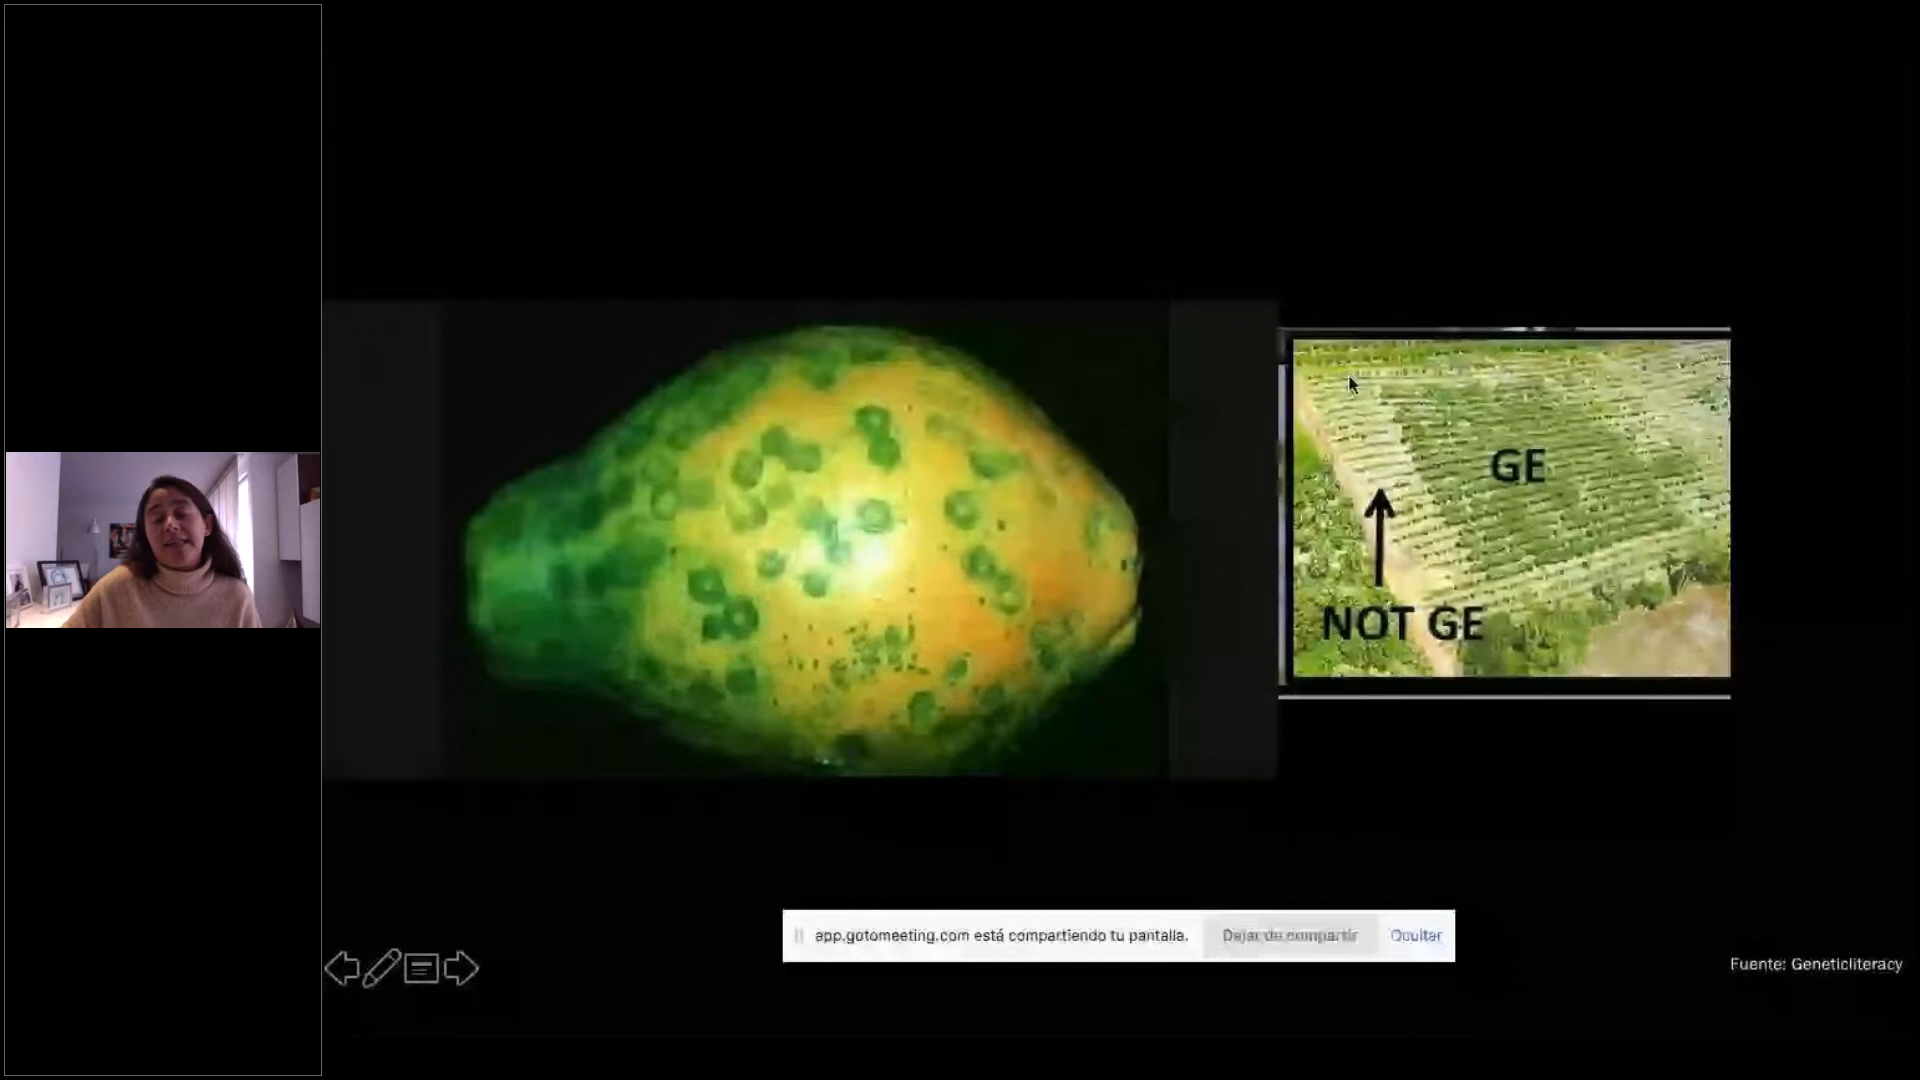 GE
NOT GE
app.gotomeeting.com está compartiendo tu pantalla.
Dejar de compartir
Ocultar
Fuente: Geneticliteracy